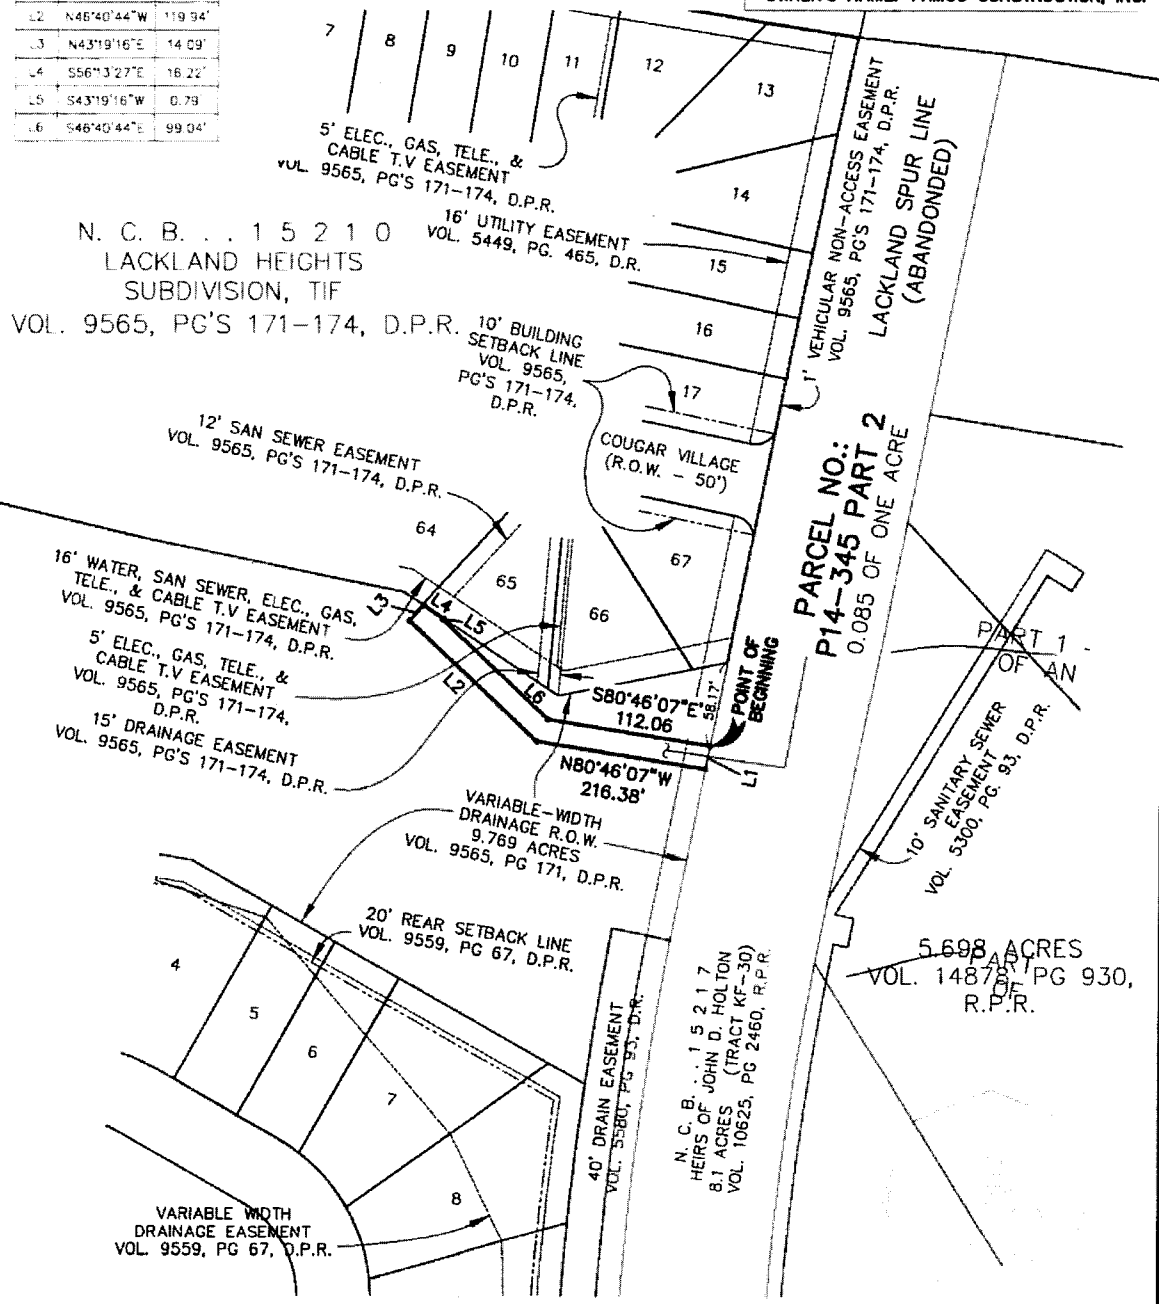 L2 N46°40'44"W 119.94'
L3 N43°19'16"E 14.09'
L4 S56°13'27"E 16.22'
L5 S43°19'16"W 0.79
L6 S46°40'44"E 99.04'
7
8
9
10
11
12
13
14
15
16
17
5' ELEC., GAS, TELE., &
CABLE T.V EASEMENT
VOL. 9565, PG'S 171-174, D.P.R.
16' UTILITY EASEMENT
VOL. 5449, PG. 465, D.R.
1' VEHICULAR NON-ACCESS EASEMENT
VOL. 9565, PG'S 171-174, D.P.R.
LACKLAND SPUR LINE
(ABANDONDED)
N. C. B. . . 1 5 2 1 0
LACKLAND HEIGHTS
SUBDIVISION, TIF
VOL. 9565, PG'S 171-174, D.P.R.
10' BUILDING
SETBACK LINE
VOL. 9565,
PG'S 171-174,
D.P.R.
COUGAR VILLAGE
(R.O.W. - 50')
PARCEL NO.:
P14-345 PART 2
0.085 OF ONE ACRE
12' SAN SEWER EASEMENT
VOL. 9565, PG'S 171-174, D.P.R.
64
65
66
67
16' WATER, SAN SEWER, ELEC., GAS,
TELE., & CABLE T.V EASEMENT
VOL. 9565, PG'S 171-174, D.P.R.
5' ELEC., GAS, TELE., &
CABLE T.V EASEMENT
VOL. 9565, PG'S 171-174,
D.P.R.
15' DRAINAGE EASEMENT
VOL. 9565, PG'S 171-174, D.P.R.
L3
L4
L5
L2
L6
L1
S80°46'07"E
112.06
58.17'
POINT OF
BEGINNING
N80°46'07"W
216.38'
PART 1
OF AN
10' SANITARY SEWER
EASEMENT
VOL. 5300, PG. 93, D.P.R.
VARIABLE-WIDTH
DRAINAGE R.O.W.
9.769 ACRES
VOL. 9565, PG 171, D.P.R.
20' REAR SETBACK LINE
VOL. 9559, PG 67, D.P.R.
5.698 ACRES
PART
VOL. 14878, PG 930,
OF
R.P.R.
4
5
6
7
8
40' DRAIN EASEMENT
VOL. 5580, PG 93, D.R.
N. C. B. . . 1 5 2 1 7
HEIRS OF JOHN D. HOLTON
8.1 ACRES (TRACT KF-30)
VOL. 10625, PG 2460, R.P.R.
VARIABLE WIDTH
DRAINAGE EASEMENT
VOL. 9559, PG 67, D.P.R.